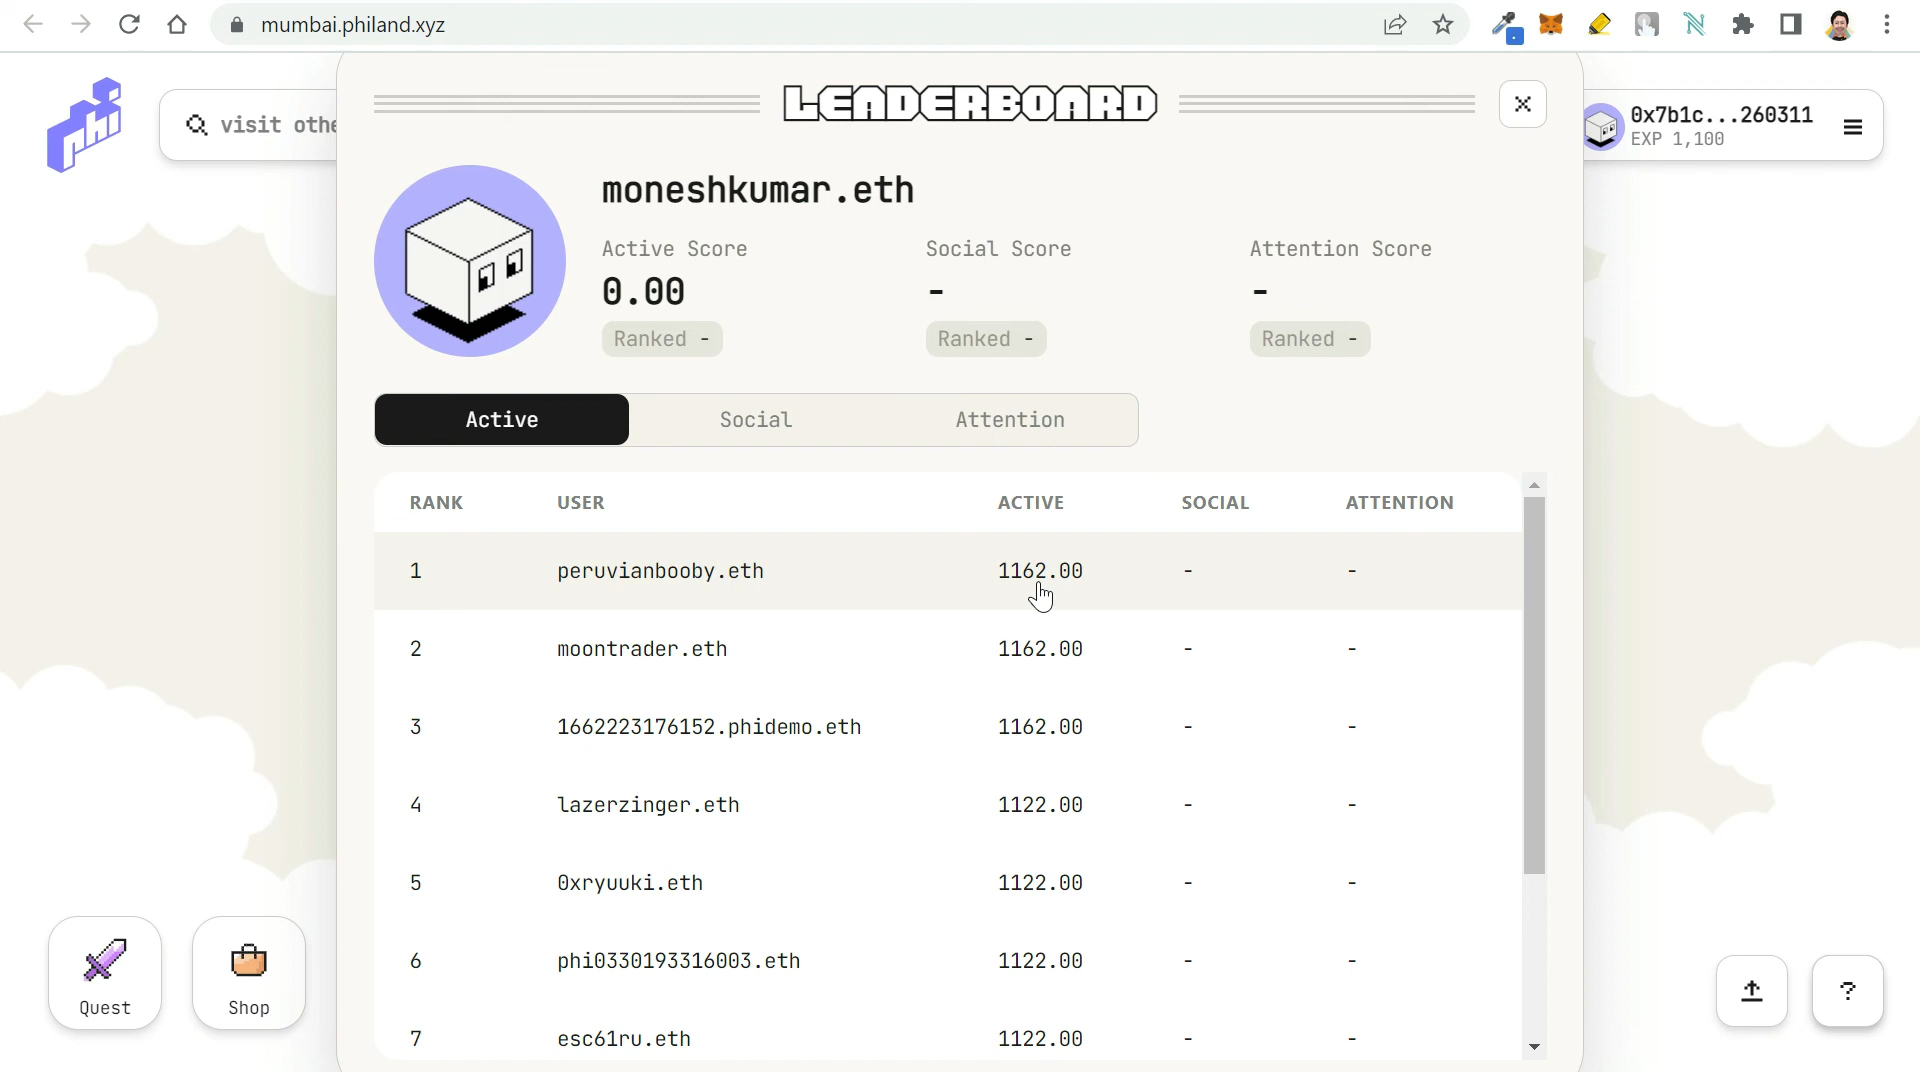 mumbai.philand.xyz
phi
visit othe
LEADERBOARD
0x7b1c...260311
EXP 1,100
moneshkumar.eth
Active Score
Social Score
Attention Score
0.00
-
-
Ranked -
Ranked -
Ranked -
Active
Social
Attention
RANK USER ACTIVE SOCIAL ATTENTION
1 peruvianbooby.eth 1162.00 - -
2 moontrader.eth 1162.00 - -
3 1662223176152.phidemo.eth 1162.00 - -
4 lazerzinger.eth 1122.00 - -
5 0xryuuki.eth 1122.00 - -
6 phi0330193316003.eth 1122.00 - -
7 esc61ru.eth 1122.00 - -
Quest
Shop
?